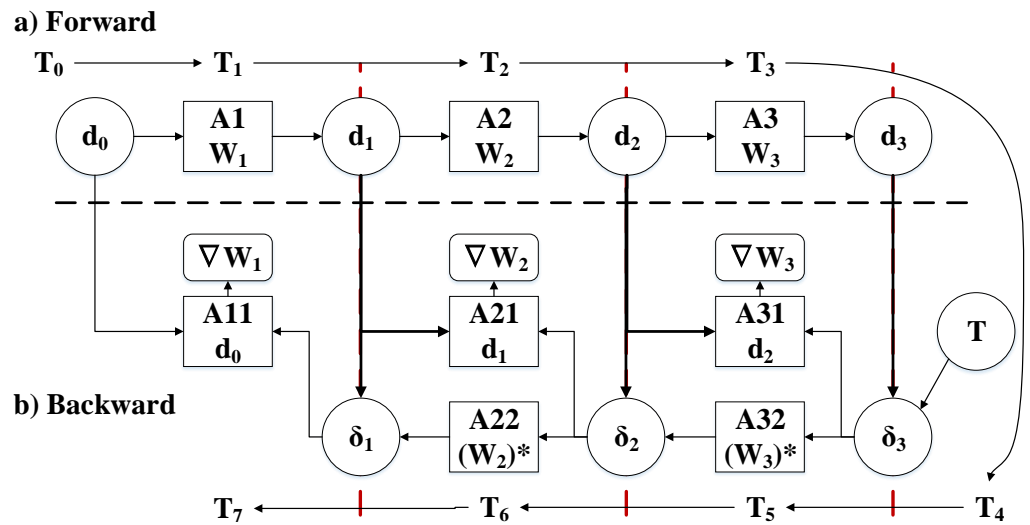 a) Forward
T₀ T₁ T₂ T₃
d₀ A1 d₁ A2 d₂ A3 d₃
W₁ W₂ W₃
∇W₁ ∇W₂ ∇W₃
A11 A21 A31 T
d₀ d₁ d₂
b) Backward
δ₁ A22 δ₂ A32 δ₃
(W₂)* (W₃)*
T₇ T₆ T₅ T₄